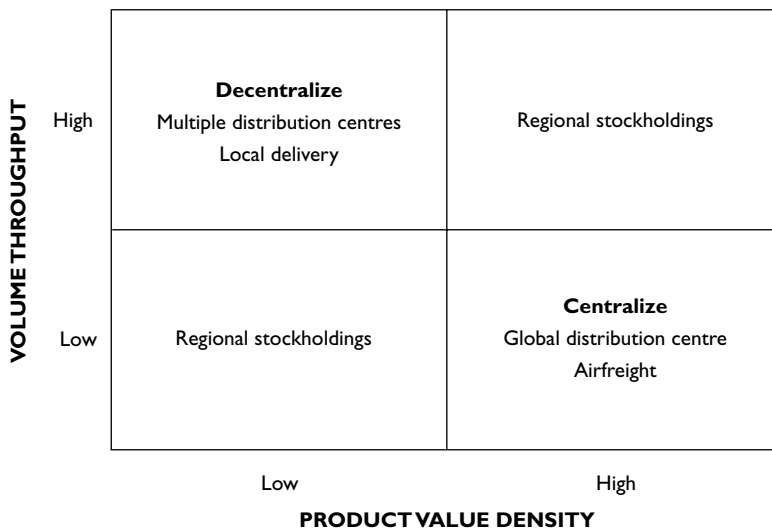 VOLUME THROUGHPUT
High
Decentralize
Multiple distribution centres
Local delivery
Regional stockholdings
Low
Regional stockholdings
Centralize
Global distribution centre
Airfreight
Low
High
PRODUCT VALUE DENSITY